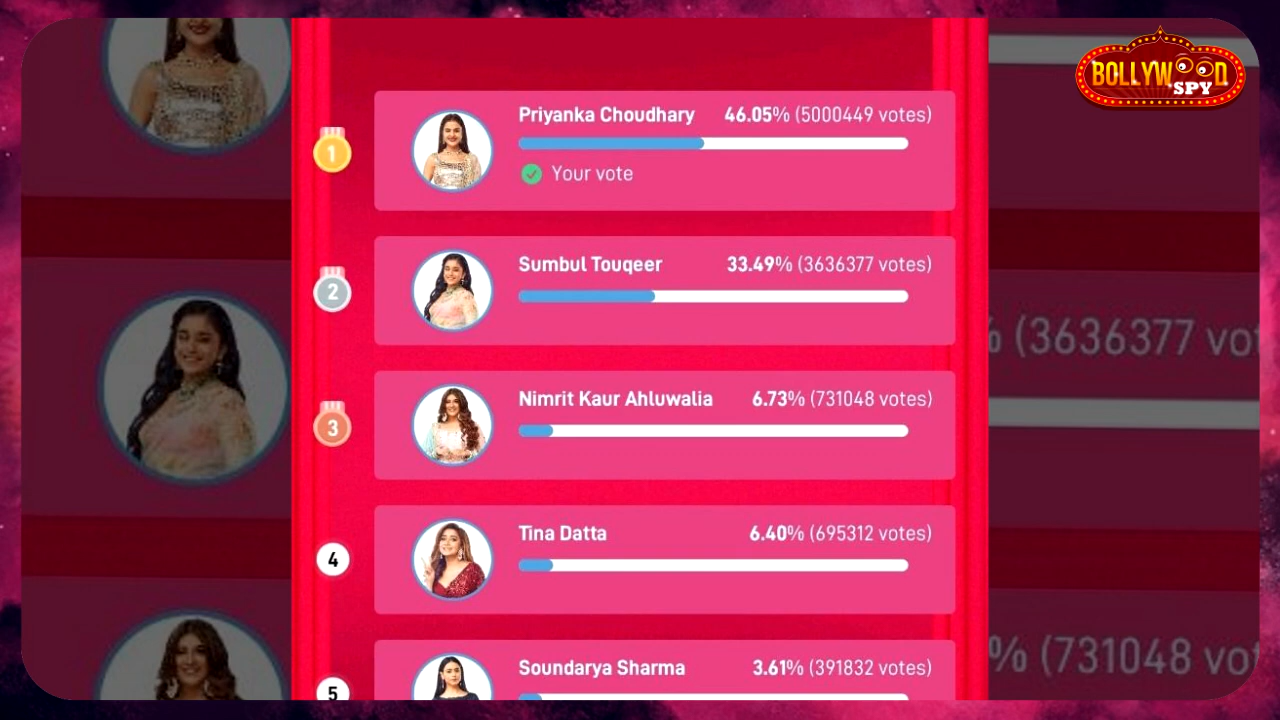 BOLLYWOOD
SPY
1
Priyanka Choudhary 46.05% (5000449 votes)
Your vote
2
Sumbul Touqeer 33.49% (3636377 votes)
% (3636377 vot
3
Nimrit Kaur Ahluwalia 6.73% (731048 votes)
4
Tina Datta 6.40% (695312 votes)
5
Soundarya Sharma 3.61% (391832 votes)
% (731048 vot